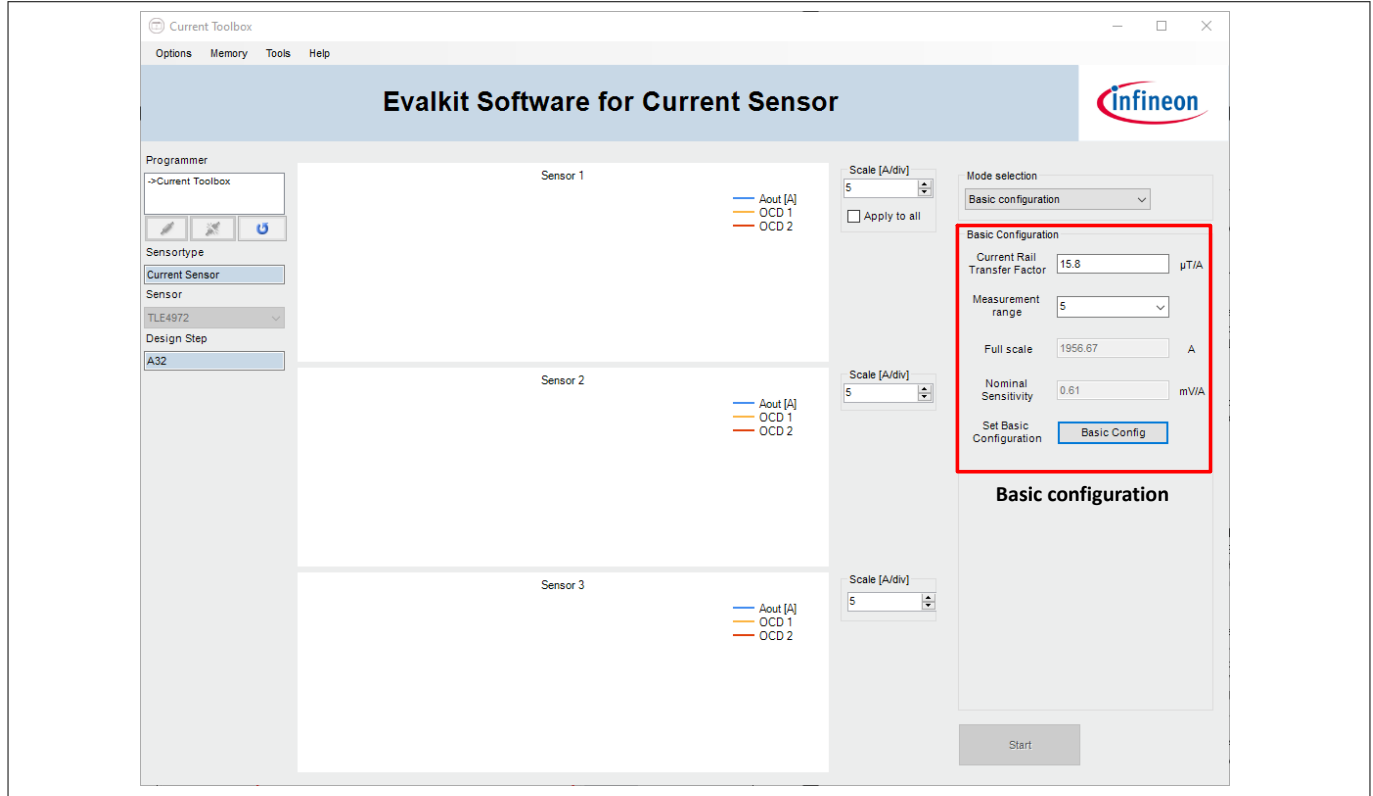 Current Toolbox
Options Memory Tools Help
Evalkit Software for Current Sensor
infineon
Programmer
->Current Toolbox
Sensortype
Current Sensor
Sensor
TLE4972
Design Step
A32
Sensor 1
Aout [A]
OCD 1
OCD 2
Scale [A/div]
5
Apply to all
Sensor 2
Aout [A]
OCD 1
OCD 2
Scale [A/div]
5
Sensor 3
Aout [A]
OCD 1
OCD 2
Scale [A/div]
5
Mode selection
Basic configuration
Basic Configuration
Current Rail
Transfer Factor 15.8 µT/A
Measurement
range 5
Full scale 1956.67 A
Nominal
Sensitivity 0.61 mV/A
Set Basic
Configuration Basic Config
Basic configuration
Start